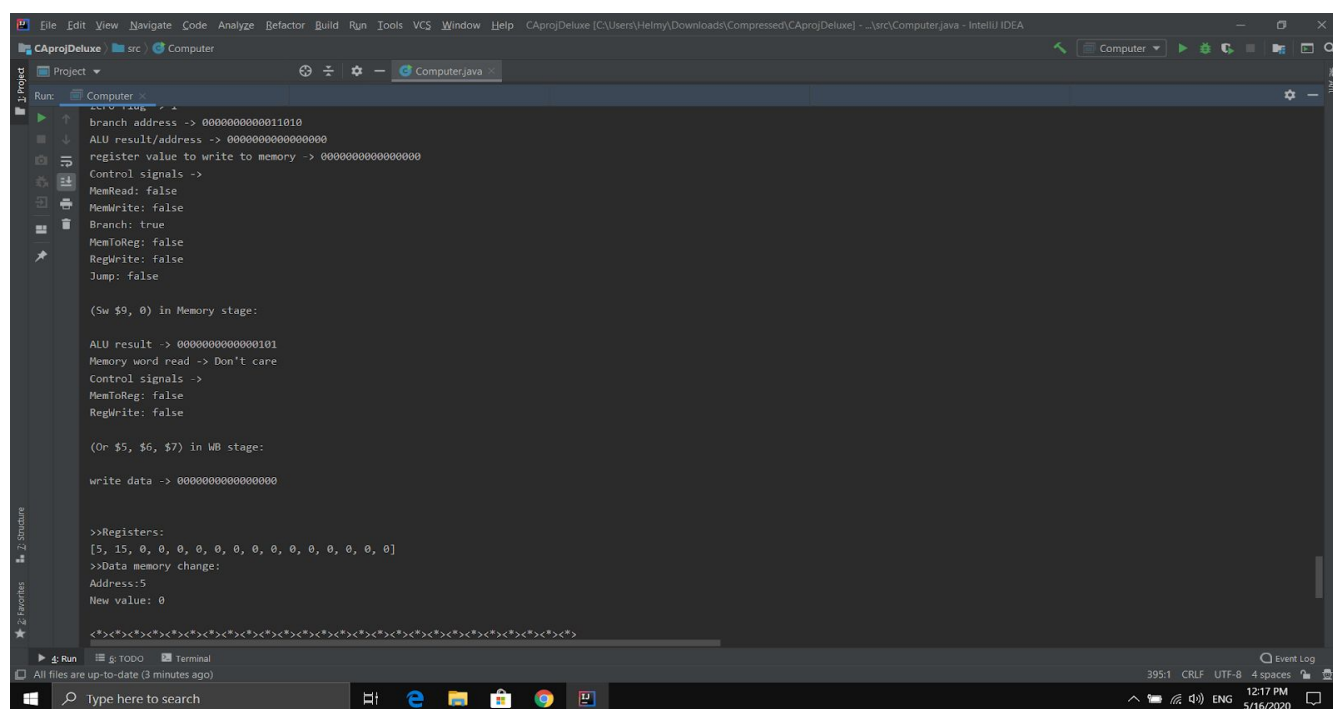 File Edit View Navigate Code Analyze Refactor Build Run Tools VCS Window Help CAprojDeluxe [C:\Users\Helmy\Downloads\Compressed\CAprojDeluxe] - ...\src\Computer.java - IntelliJ IDEA
CAprojDeluxe src Computer Computer
1: Project Project Computer.java
Run: Computer
branch address -> 0000000000011010
ALU result/address -> 0000000000000000
register value to write to memory -> 0000000000000000
Control signals ->
MemRead: false
MemWrite: false
Branch: true
MemToReg: false
RegWrite: false
Jump: false
(Sw $9, 0) in Memory stage:
ALU result -> 0000000000000101
Memory word read -> Don't care
Control signals ->
MemToReg: false
RegWrite: false
(Or $5, $6, $7) in WB stage:
write data -> 0000000000000000
>>Registers:
[5, 15, 0, 0, 0, 0, 0, 0, 0, 0, 0, 0, 0, 0, 0, 0]
>>Data memory change:
Address:5
New value: 0
<*><*><*><*><*><*><*><*><*><*><*><*><*><*><*><*><*><*><*><*><*><*><*><*><*><*>
7: Structure
2: Favorites
4: Run 6: TODO Terminal Event Log
All files are up-to-date (3 minutes ago) 395:1 CRLF UTF-8 4 spaces
Type here to search ENG 12:17 PM
5/16/2020